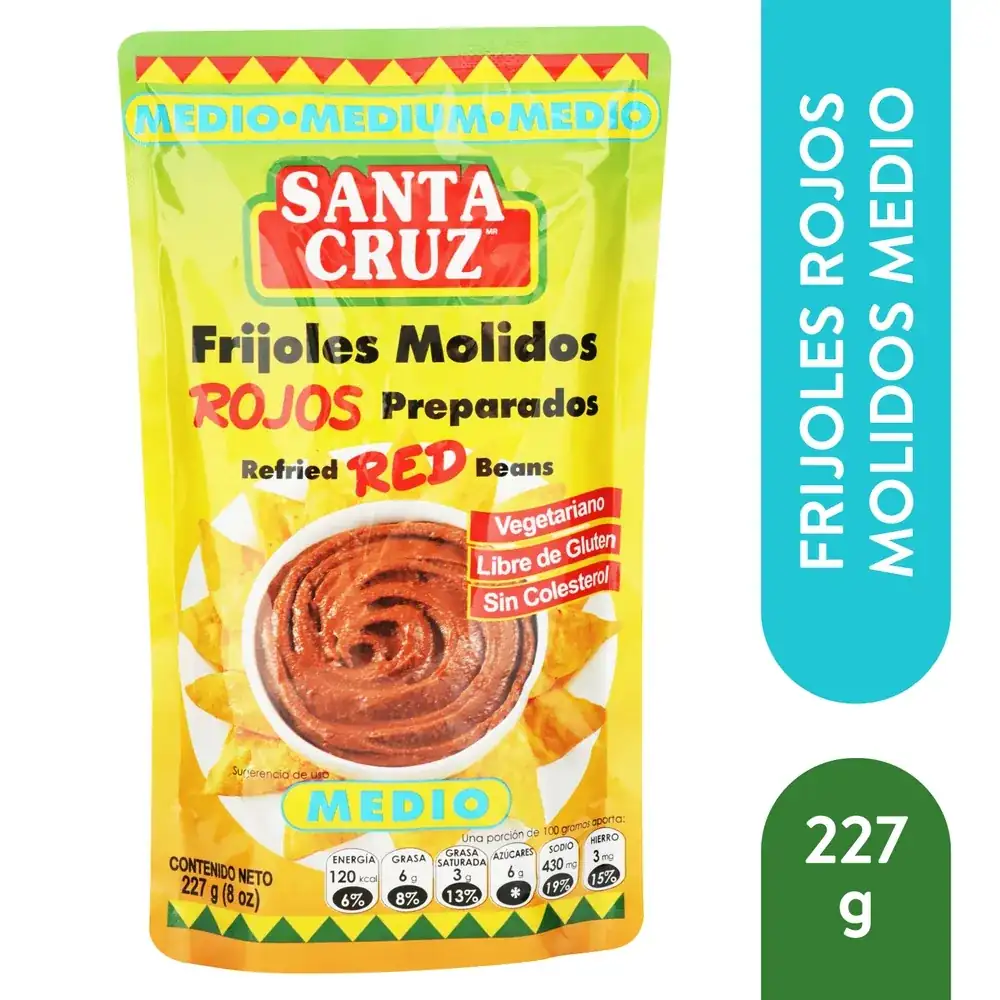 MEDIO•MEDIUM•MEDIO
SANTA
CRUZ MR
Frijoles Molidos
ROJOS Preparados
Refried RED Beans
Vegetariano
Libre de Gluten
Sin Colesterol
Sugerencia de uso
MEDIO
Una porción de 100 gramos aporta:
ENERGÍA
120 kcal
6%
GRASA
6 g
8%
GRASA
SATURADA
3 g
13%
AZÚCARES
6 g
*
SODIO
430 mg
19%
HIERRO
3 mg
15%
CONTENIDO NETO
227 g (8 oz)
FRIJOLES ROJOS
MOLIDOS MEDIO
227
g